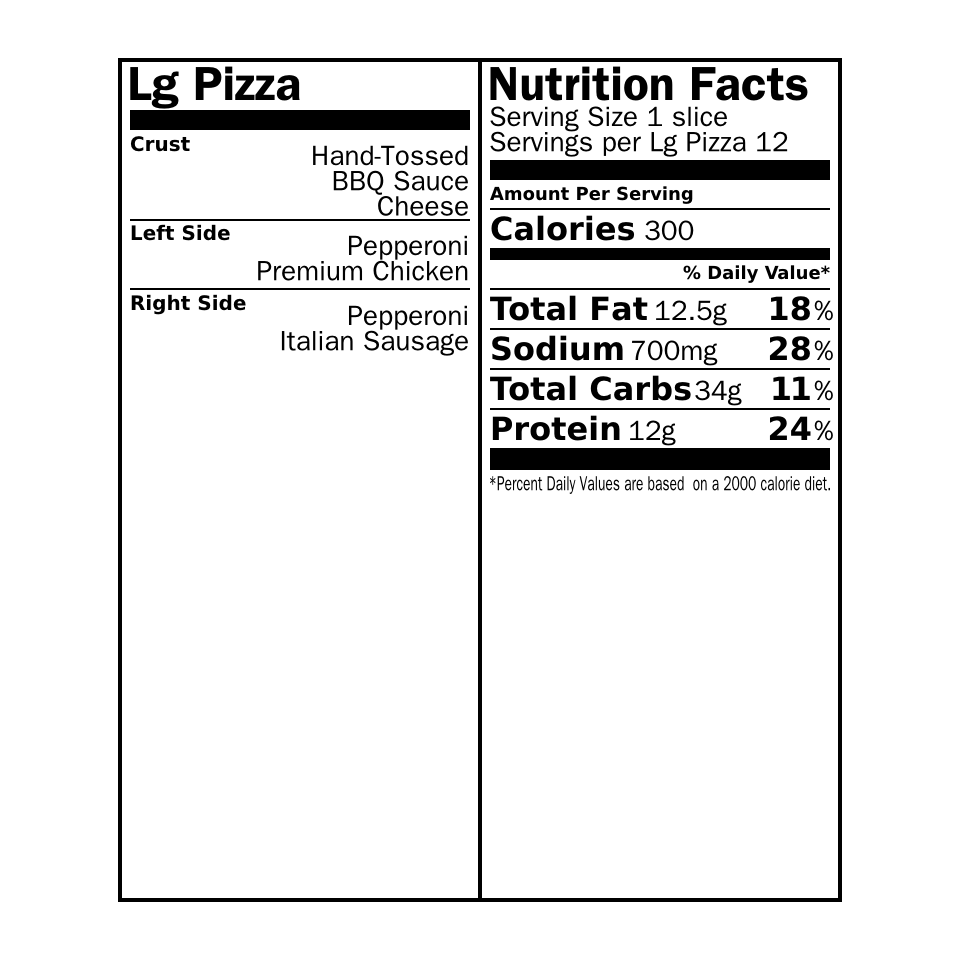 Lg Pizza
Crust
Hand-Tossed
BBQ Sauce
Cheese
Left Side
Pepperoni
Premium Chicken
Right Side
Pepperoni
Italian Sausage
Nutrition Facts
Serving Size 1 slice
Servings per Lg Pizza 12
Amount Per Serving
Calories 300
% Daily Value*
Total Fat 12.5g 18%
Sodium 700mg 28%
Total Carbs 34g 11%
Protein 12g 24%
*Percent Daily Values are based on a 2000 calorie diet.